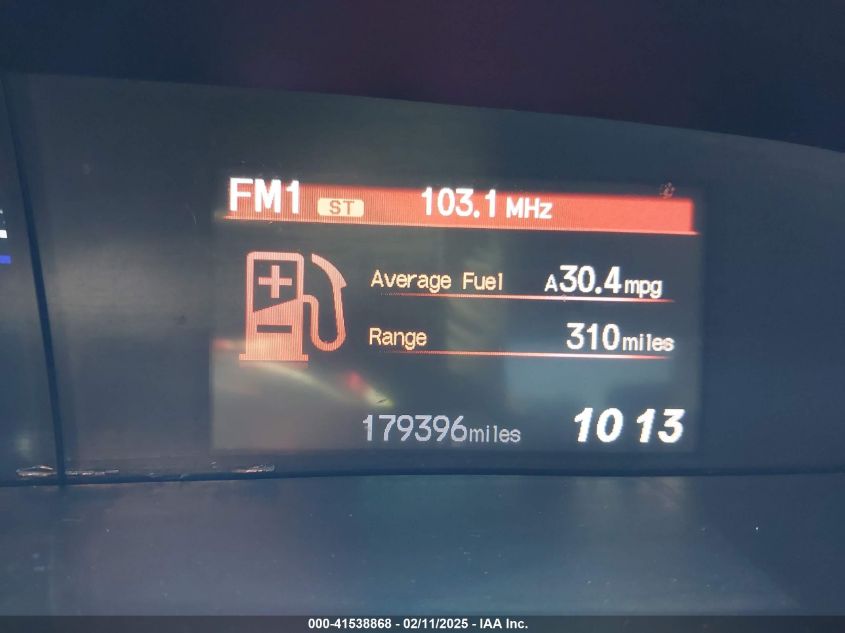 FM1 ST 103.1 MHz
Average Fuel A30.4mpg
Range 310miles
179396miles 10 13
000-41538868 - 02/11/2025 - IAA Inc.